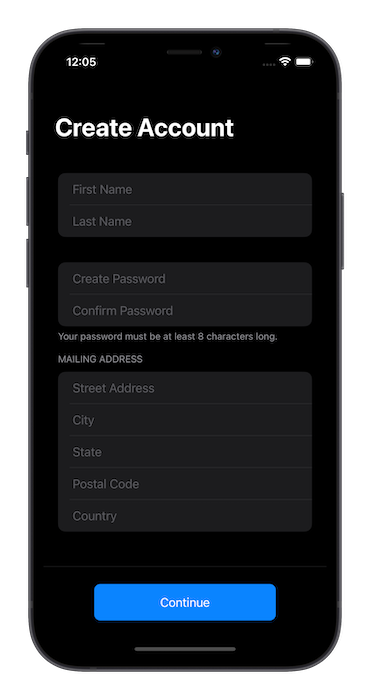 12:05
Create Account
First Name
Last Name
Create Password
Confirm Password
Your password must be at least 8 characters long.
MAILING ADDRESS
Street Address
City
State
Postal Code
Country
Continue